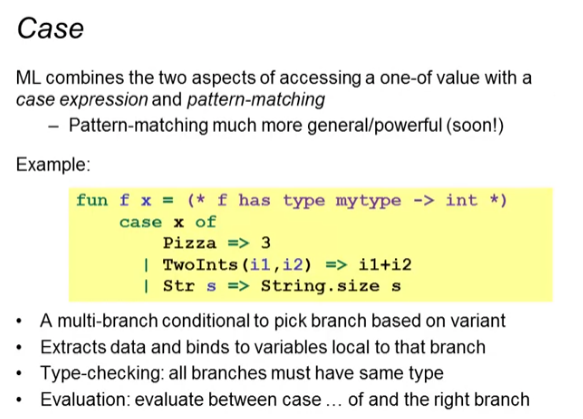 Case
ML combines the two aspects of accessing a one-of value with a
case expression and pattern-matching
– Pattern-matching much more general/powerful (soon!)
Example:
fun f x = (* f has type mytype -> int *)
    case x of
        Pizza => 3
      | TwoInts(i1,i2) => i1+i2
      | Str s => String.size s
• A multi-branch conditional to pick branch based on variant
• Extracts data and binds to variables local to that branch
• Type-checking: all branches must have same type
• Evaluation: evaluate between case … of and the right branch